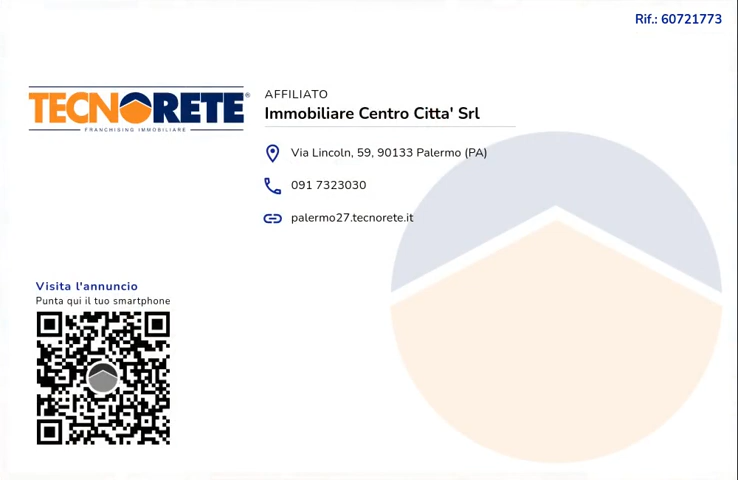 Rif.: 60721773
TECNORETE®
FRANCHISING IMMOBILIARE
AFFILIATO
Immobiliare Centro Citta' Srl
Via Lincoln, 59, 90133 Palermo (PA)
091 7323030
palermo27.tecnorete.it
Visita l'annuncio
Punta qui il tuo smartphone